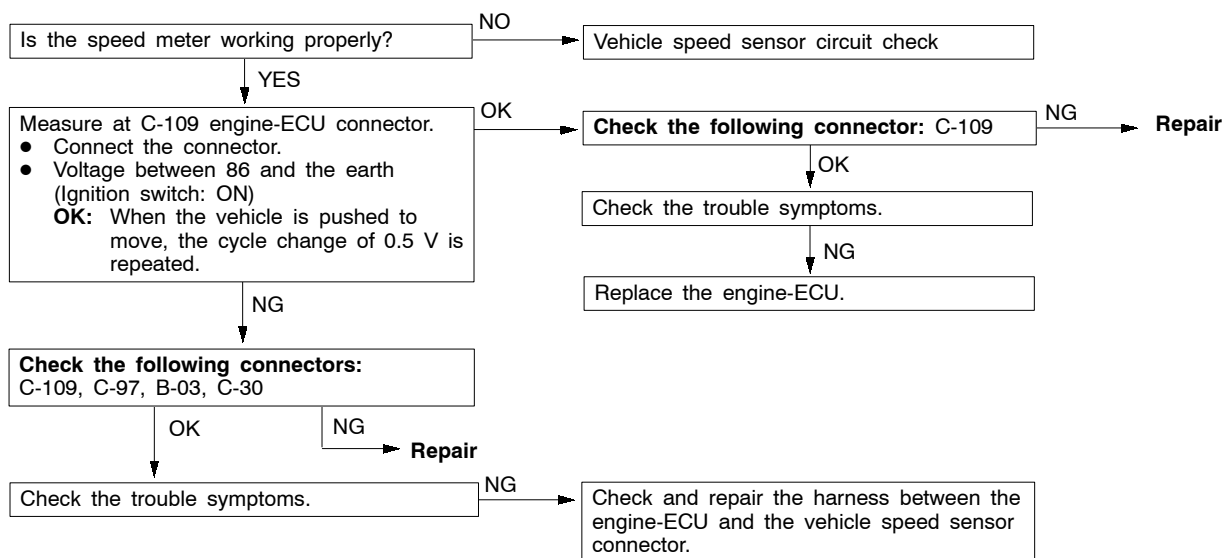 Is the speed meter working properly?
NO
Vehicle speed sensor circuit check
YES
Measure at C-109 engine-ECU connector.
● Connect the connector.
● Voltage between 86 and the earth
(Ignition switch: ON)
OK: When the vehicle is pushed to
move, the cycle change of 0.5 V is
repeated.
OK
Check the following connector: C-109
NG
Repair
OK
Check the trouble symptoms.
NG
Replace the engine-ECU.
NG
Check the following connectors:
C-109, C-97, B-03, C-30
OK
NG
Repair
Check the trouble symptoms.
NG
Check and repair the harness between the
engine-ECU and the vehicle speed sensor
connector.